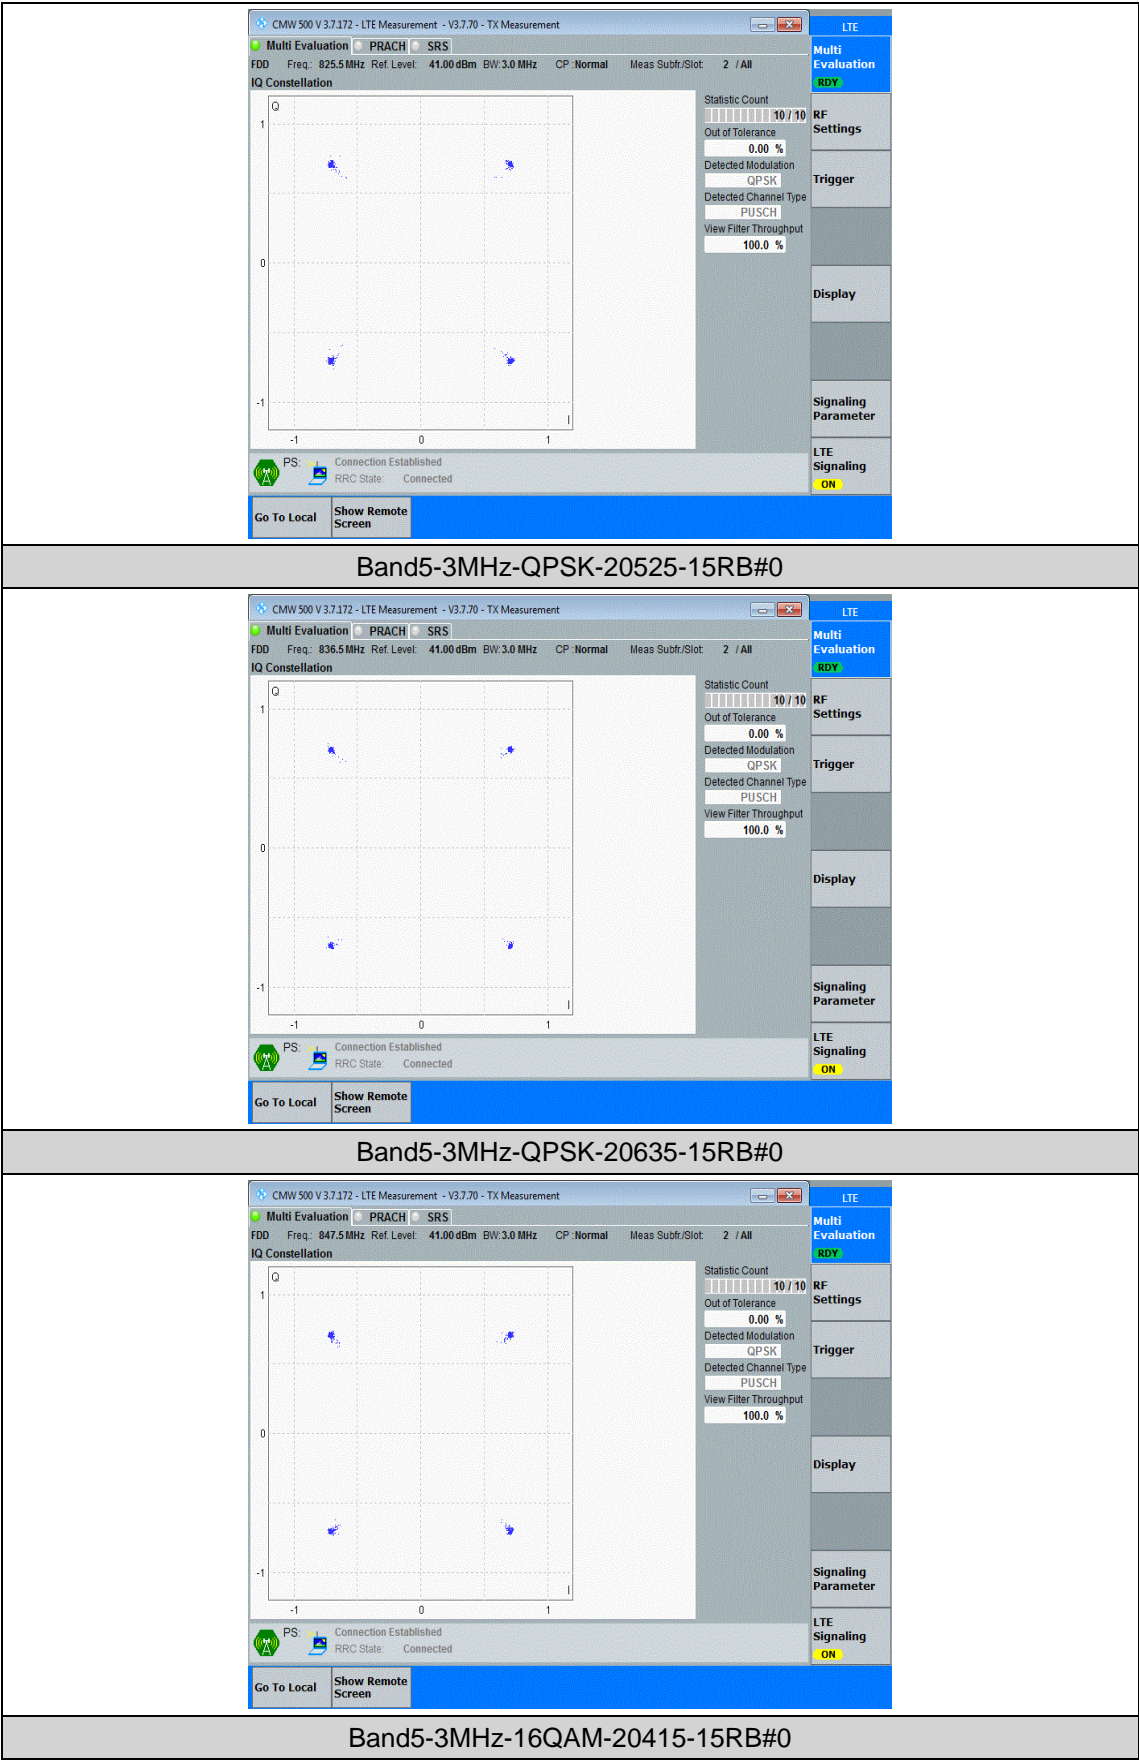 CMW 500 V 3.7.172 - LTE Measurement - V3.7.70 - TX Measurement
LTE
Multi Evaluation PRACH SRS
Multi
Evaluation
RDY
FDD Freq.: 825.5 MHz Ref. Level: 41.00 dBm BW: 3.0 MHz CP : Normal Meas Subfr./Slot: 2 / All
IQ Constellation
Q
1
0
-1
-1 0 1
I
Statistic Count
10 / 10
Out of Tolerance
0.00 %
Detected Modulation
QPSK
Detected Channel Type
PUSCH
View Filter Throughput
100.0 %
RF
Settings
Trigger
Display
Signaling
Parameter
LTE
Signaling
ON
PS: Connection Established
RRC State: Connected
Go To Local
Show Remote
Screen
Band5-3MHz-QPSK-20525-15RB#0
CMW 500 V 3.7.172 - LTE Measurement - V3.7.70 - TX Measurement
LTE
Multi Evaluation PRACH SRS
Multi
Evaluation
RDY
FDD Freq.: 836.5 MHz Ref. Level: 41.00 dBm BW: 3.0 MHz CP : Normal Meas Subfr./Slot: 2 / All
IQ Constellation
Q
1
0
-1
-1 0 1
I
Statistic Count
10 / 10
Out of Tolerance
0.00 %
Detected Modulation
QPSK
Detected Channel Type
PUSCH
View Filter Throughput
100.0 %
RF
Settings
Trigger
Display
Signaling
Parameter
LTE
Signaling
ON
PS: Connection Established
RRC State: Connected
Go To Local
Show Remote
Screen
Band5-3MHz-QPSK-20635-15RB#0
CMW 500 V 3.7.172 - LTE Measurement - V3.7.70 - TX Measurement
LTE
Multi Evaluation PRACH SRS
Multi
Evaluation
RDY
FDD Freq.: 847.5 MHz Ref. Level: 41.00 dBm BW: 3.0 MHz CP : Normal Meas Subfr./Slot: 2 / All
IQ Constellation
Q
1
0
-1
-1 0 1
I
Statistic Count
10 / 10
Out of Tolerance
0.00 %
Detected Modulation
QPSK
Detected Channel Type
PUSCH
View Filter Throughput
100.0 %
RF
Settings
Trigger
Display
Signaling
Parameter
LTE
Signaling
ON
PS: Connection Established
RRC State: Connected
Go To Local
Show Remote
Screen
Band5-3MHz-16QAM-20415-15RB#0